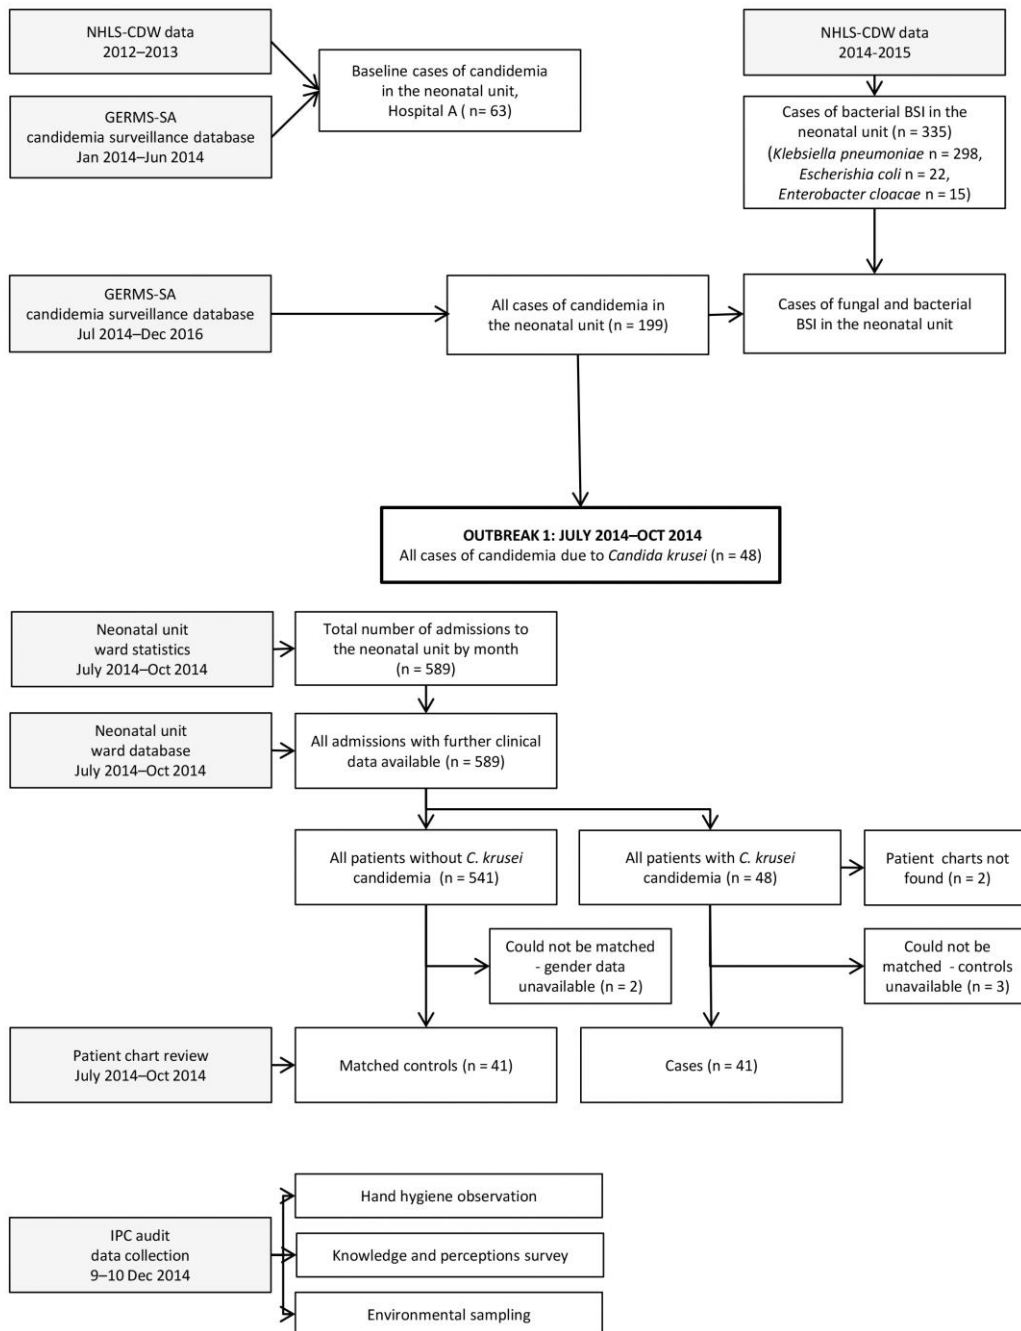 NHLS-CDW data
2012–2013
GERMS-SA
candidemia surveillance database
Jan 2014–Jun 2014
Baseline cases of candidemia
in the neonatal unit,
Hospital A ( n= 63)
NHLS-CDW data
2014-2015
Cases of bacterial BSI in the
neonatal unit (n = 335)
(Klebsiella pneumoniae n = 298,
Escherishia coli n = 22,
Enterobacter cloacae n = 15)
GERMS-SA
candidemia surveillance database
Jul 2014–Dec 2016
All cases of candidemia in
the neonatal unit (n = 199)
Cases of fungal and bacterial
BSI in the neonatal unit
OUTBREAK 1: JULY 2014–OCT 2014
All cases of candidemia due to Candida krusei (n = 48)
Neonatal unit
ward statistics
July 2014–Oct 2014
Total number of admissions to
the neonatal unit by month
(n = 589)
Neonatal unit
ward database
July 2014–Oct 2014
All admissions with further clinical
data available (n = 589)
All patients without C. krusei
candidemia (n = 541)
All patients with C. krusei
candidemia (n = 48)
Patient charts not
found (n = 2)
Could not be matched
- gender data
unavailable (n = 2)
Could not be
matched - controls
unavailable (n = 3)
Patient chart review
July 2014–Oct 2014
Matched controls (n = 41)
Cases (n = 41)
IPC audit
data collection
9–10 Dec 2014
Hand hygiene observation
Knowledge and perceptions survey
Environmental sampling